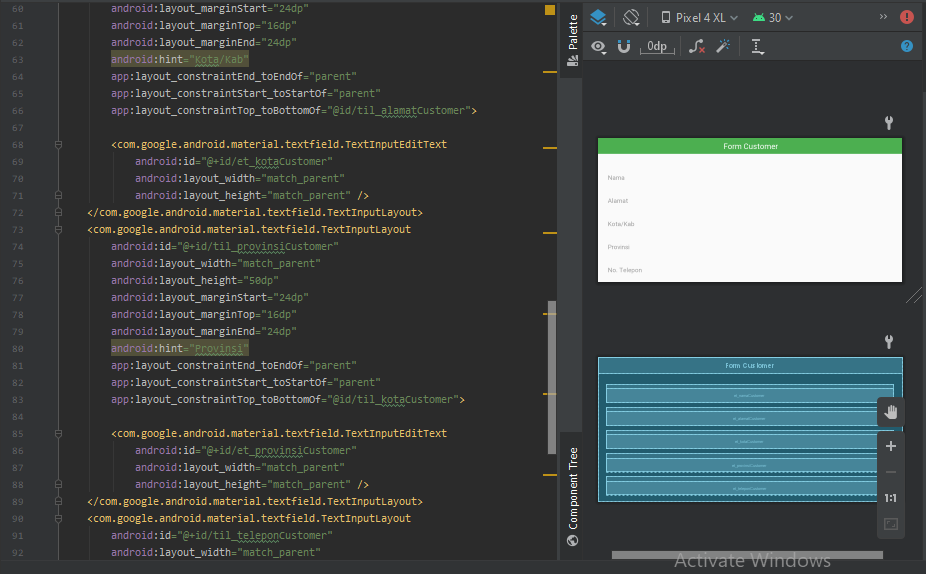 60 android:layout_marginStart="24dp"
61 android:layout_marginTop="16dp"
62 android:layout_marginEnd="24dp"
63 android:hint="Kota/Kab"
64 app:layout_constraintEnd_toEndOf="parent"
65 app:layout_constraintStart_toStartOf="parent"
66 app:layout_constraintTop_toBottomOf="@id/til_alamatCustomer">
67
68 <com.google.android.material.textfield.TextInputEditText
69 android:id="@+id/et_kotaCustomer"
70 android:layout_width="match_parent"
71 android:layout_height="match_parent" />
72 </com.google.android.material.textfield.TextInputLayout>
73 <com.google.android.material.textfield.TextInputLayout
74 android:id="@+id/til_provinsiCustomer"
75 android:layout_width="match_parent"
76 android:layout_height="50dp"
77 android:layout_marginStart="24dp"
78 android:layout_marginTop="16dp"
79 android:layout_marginEnd="24dp"
80 android:hint="Provinsi"
81 app:layout_constraintEnd_toEndOf="parent"
82 app:layout_constraintStart_toStartOf="parent"
83 app:layout_constraintTop_toBottomOf="@id/til_kotaCustomer">
84
85 <com.google.android.material.textfield.TextInputEditText
86 android:id="@+id/et_provinsiCustomer"
87 android:layout_width="match_parent"
88 android:layout_height="match_parent" />
89 </com.google.android.material.textfield.TextInputLayout>
90 <com.google.android.material.textfield.TextInputLayout
91 android:id="@+id/til_teleponCustomer"
92 android:layout_width="match_parent"
Palette
Component Tree
Pixel 4 XL
30
0dp
Form Customer
Nama
Alamat
Kota/Kab
Provinsi
No. Telepon
Form Customer
1:1
Activate Windows